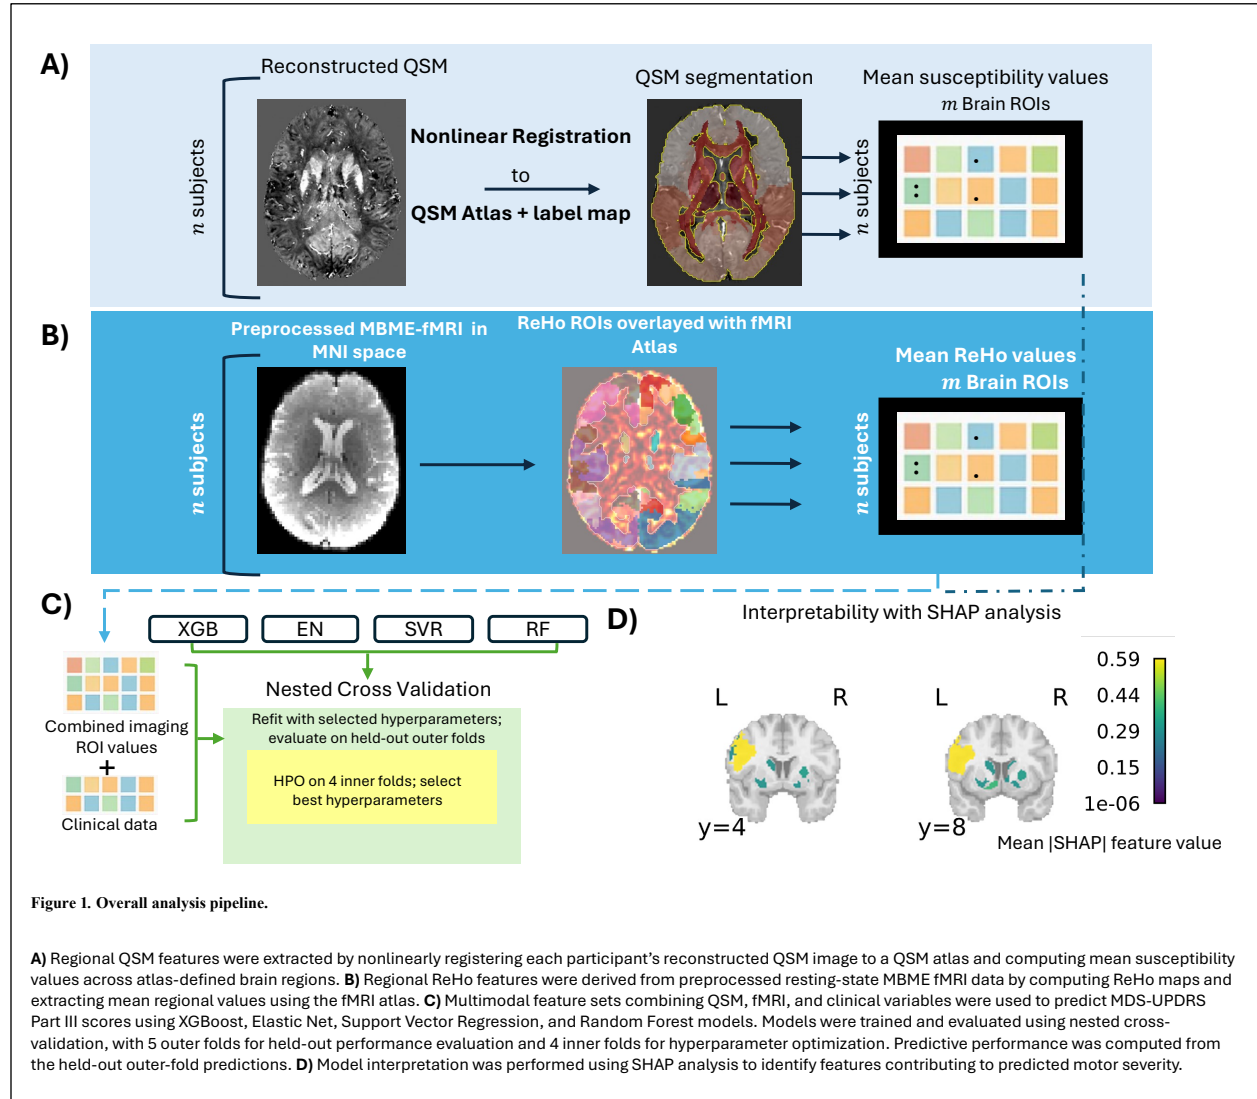 A)
Reconstructed QSM
n subjects
Nonlinear Registration
to
QSM Atlas + label map
QSM segmentation
Mean susceptibility values
m Brain ROIs
n subjects
B)
Preprocessed MBME-fMRI in
MNI space
n subjects
ReHo ROIs overlayed with fMRI
Atlas
Mean ReHo values
m Brain ROIs
n subjects
C)
XGB
EN
SVR
RF
Nested Cross Validation
Refit with selected hyperparameters;
evaluate on held-out outer folds
HPO on 4 inner folds; select
best hyperparameters
Combined imaging
ROI values
+
Clinical data
D)
Interpretability with SHAP analysis
L
R
y=4
L
R
y=8
0.59
0.44
0.29
0.15
1e-06
Mean |SHAP| feature value
Figure 1. Overall analysis pipeline.
A) Regional QSM features were extracted by nonlinearly registering each participant's reconstructed QSM image to a QSM atlas and computing mean susceptibility
values across atlas-defined brain regions. B) Regional ReHo features were derived from preprocessed resting-state MBME fMRI data by computing ReHo maps and
extracting mean regional values using the fMRI atlas. C) Multimodal feature sets combining QSM, fMRI, and clinical variables were used to predict MDS-UPDRS
Part III scores using XGBoost, Elastic Net, Support Vector Regression, and Random Forest models. Models were trained and evaluated using nested cross-
validation, with 5 outer folds for held-out performance evaluation and 4 inner folds for hyperparameter optimization. Predictive performance was computed from
the held-out outer-fold predictions. D) Model interpretation was performed using SHAP analysis to identify features contributing to predicted motor severity.